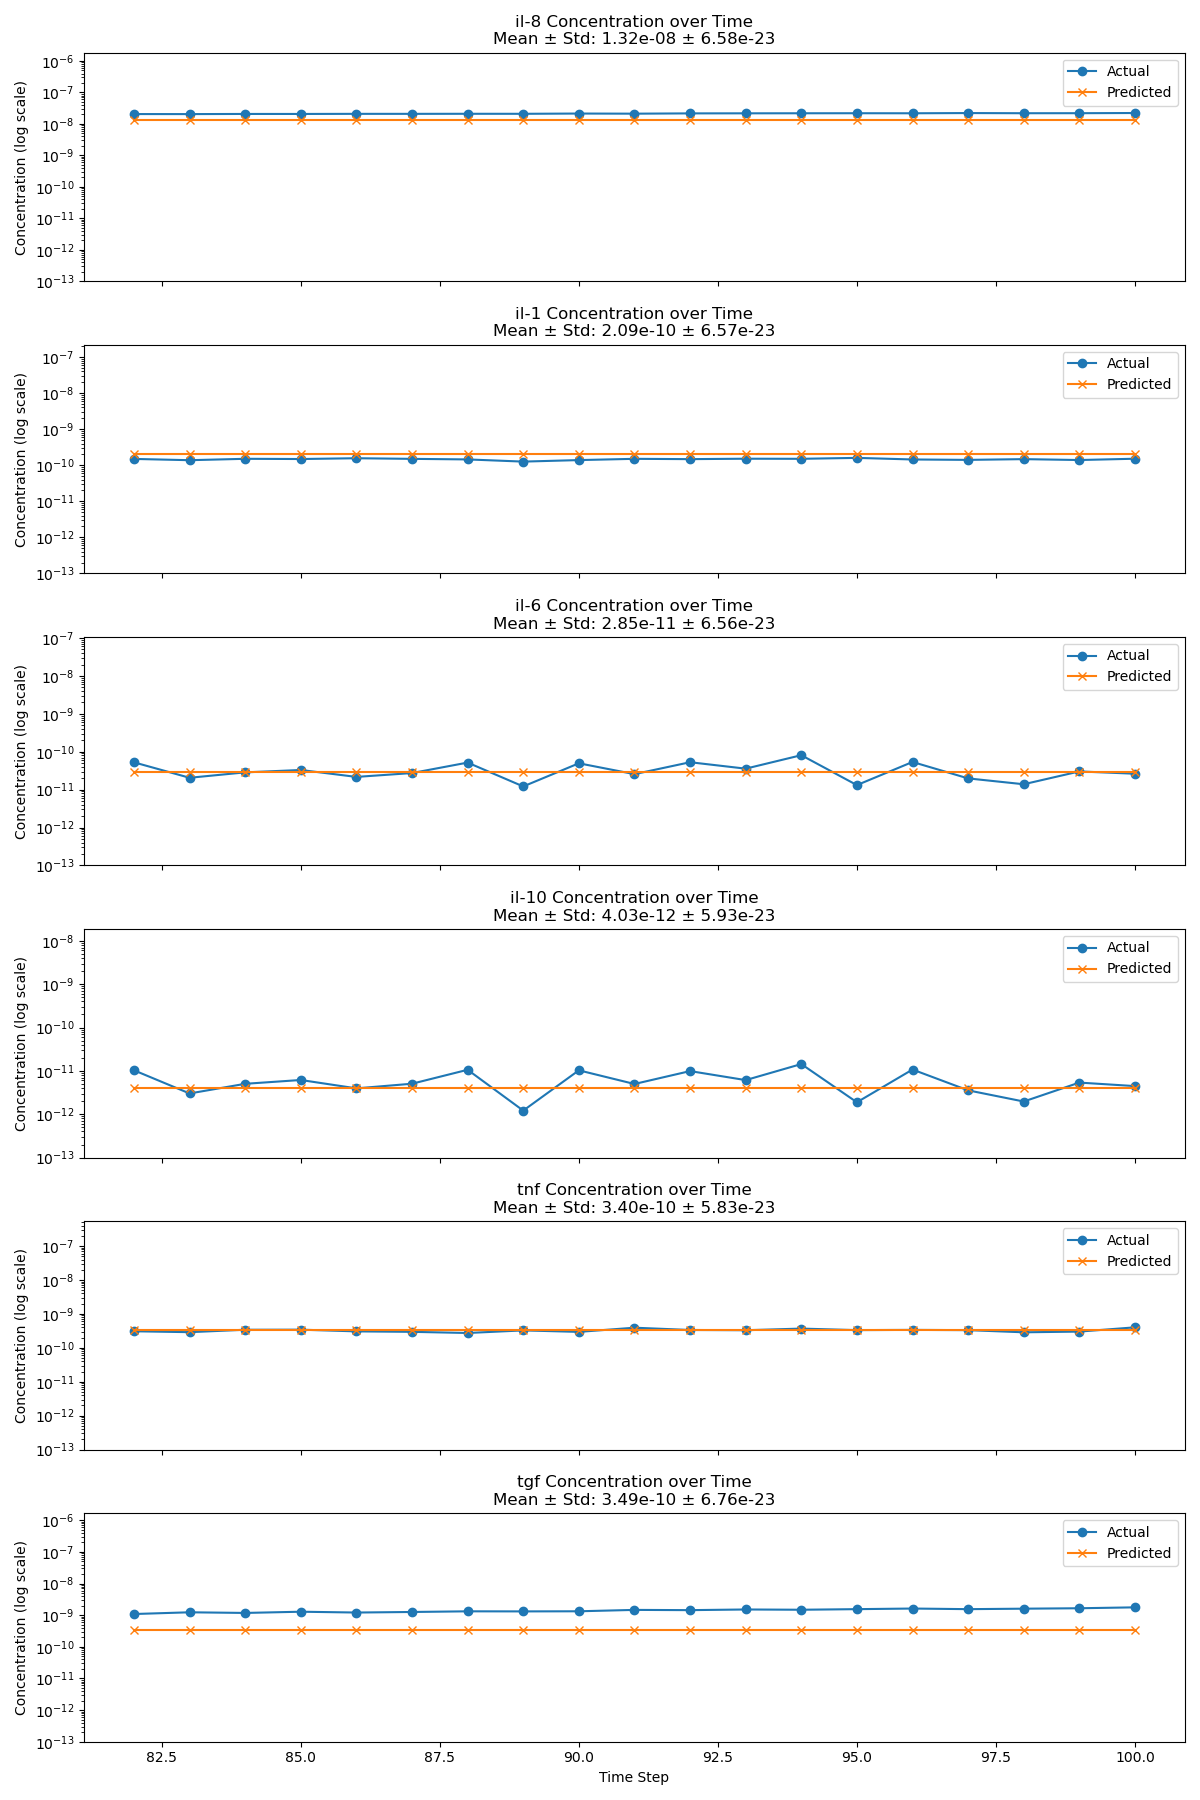 il-8 Concentration over Time
Mean ± Std: 1.32e-08 ± 6.58e-23
Concentration (log scale)
10⁻⁶
10⁻⁷
10⁻⁸
10⁻⁹
10⁻¹⁰
10⁻¹¹
10⁻¹²
10⁻¹³
Actual
Predicted
il-1 Concentration over Time
Mean ± Std: 2.09e-10 ± 6.57e-23
Concentration (log scale)
10⁻⁷
10⁻⁸
10⁻⁹
10⁻¹⁰
10⁻¹¹
10⁻¹²
10⁻¹³
Actual
Predicted
il-6 Concentration over Time
Mean ± Std: 2.85e-11 ± 6.56e-23
Concentration (log scale)
10⁻⁷
10⁻⁸
10⁻⁹
10⁻¹⁰
10⁻¹¹
10⁻¹²
10⁻¹³
Actual
Predicted
il-10 Concentration over Time
Mean ± Std: 4.03e-12 ± 5.93e-23
Concentration (log scale)
10⁻⁸
10⁻⁹
10⁻¹⁰
10⁻¹¹
10⁻¹²
10⁻¹³
Actual
Predicted
tnf Concentration over Time
Mean ± Std: 3.40e-10 ± 5.83e-23
Concentration (log scale)
10⁻⁷
10⁻⁸
10⁻⁹
10⁻¹⁰
10⁻¹¹
10⁻¹²
10⁻¹³
Actual
Predicted
tgf Concentration over Time
Mean ± Std: 3.49e-10 ± 6.76e-23
Concentration (log scale)
10⁻⁶
10⁻⁷
10⁻⁸
10⁻⁹
10⁻¹⁰
10⁻¹¹
10⁻¹²
10⁻¹³
Actual
Predicted
82.5 85.0 87.5 90.0 92.5 95.0 97.5 100.0
Time Step